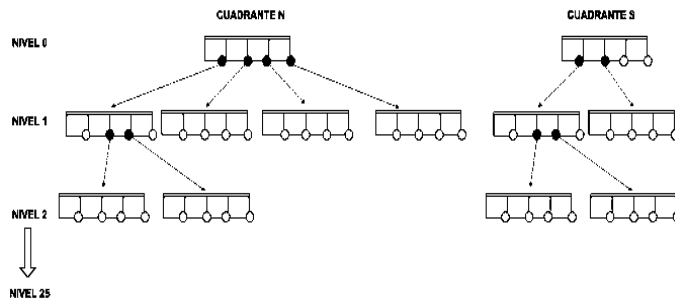 CUADRANTE N
CUADRANTE S
NIVEL 0
NIVEL 1
NIVEL 2
NIVEL 25